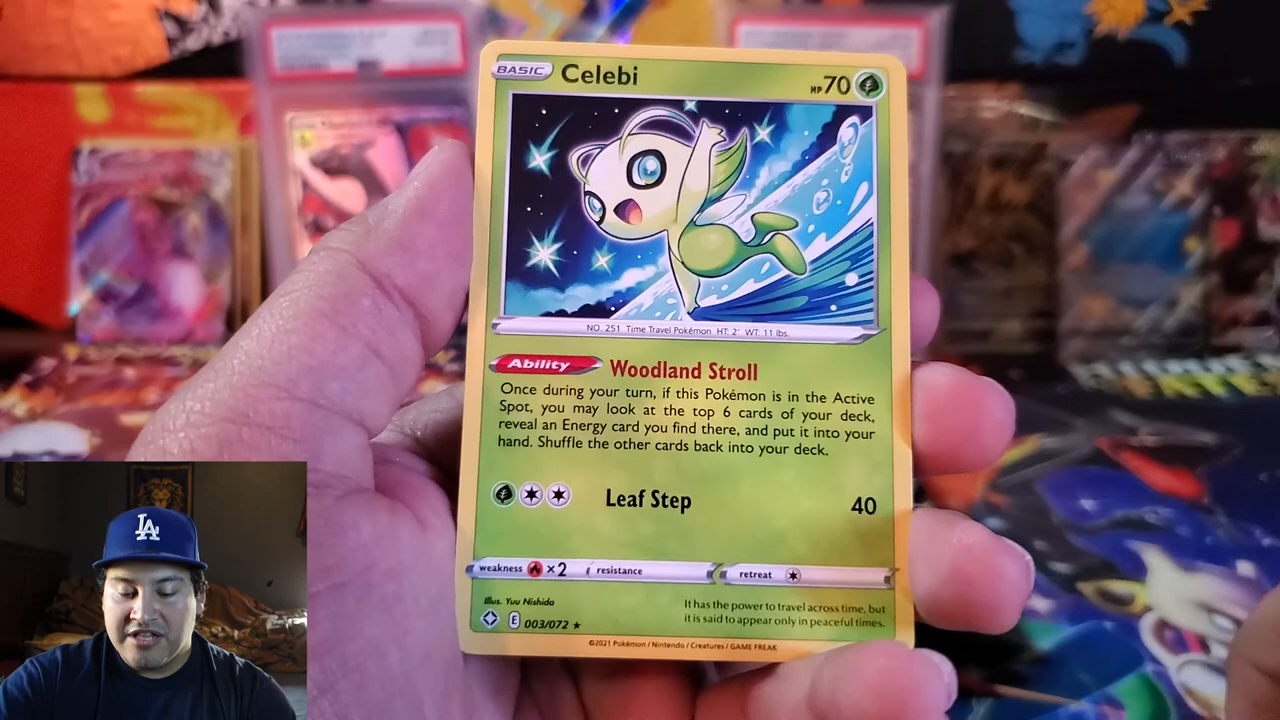 BASIC Celebi HP 70
NO. 251 Time Travel Pokémon HT: 2' WT: 11 lbs.
Ability Woodland Stroll
Once during your turn, if this Pokémon is in the Active
Spot, you may look at the top 6 cards of your deck,
reveal an Energy card you find there, and put it into your
hand. Shuffle the other cards back into your deck.
Leaf Step 40
weakness ×2 resistance retreat
Illus. Yuu Nishida
It has the power to travel across time, but
it is said to appear only in peaceful times.
E 003/072 ★
©2021 Pokémon / Nintendo / Creatures / GAME FREAK
LA